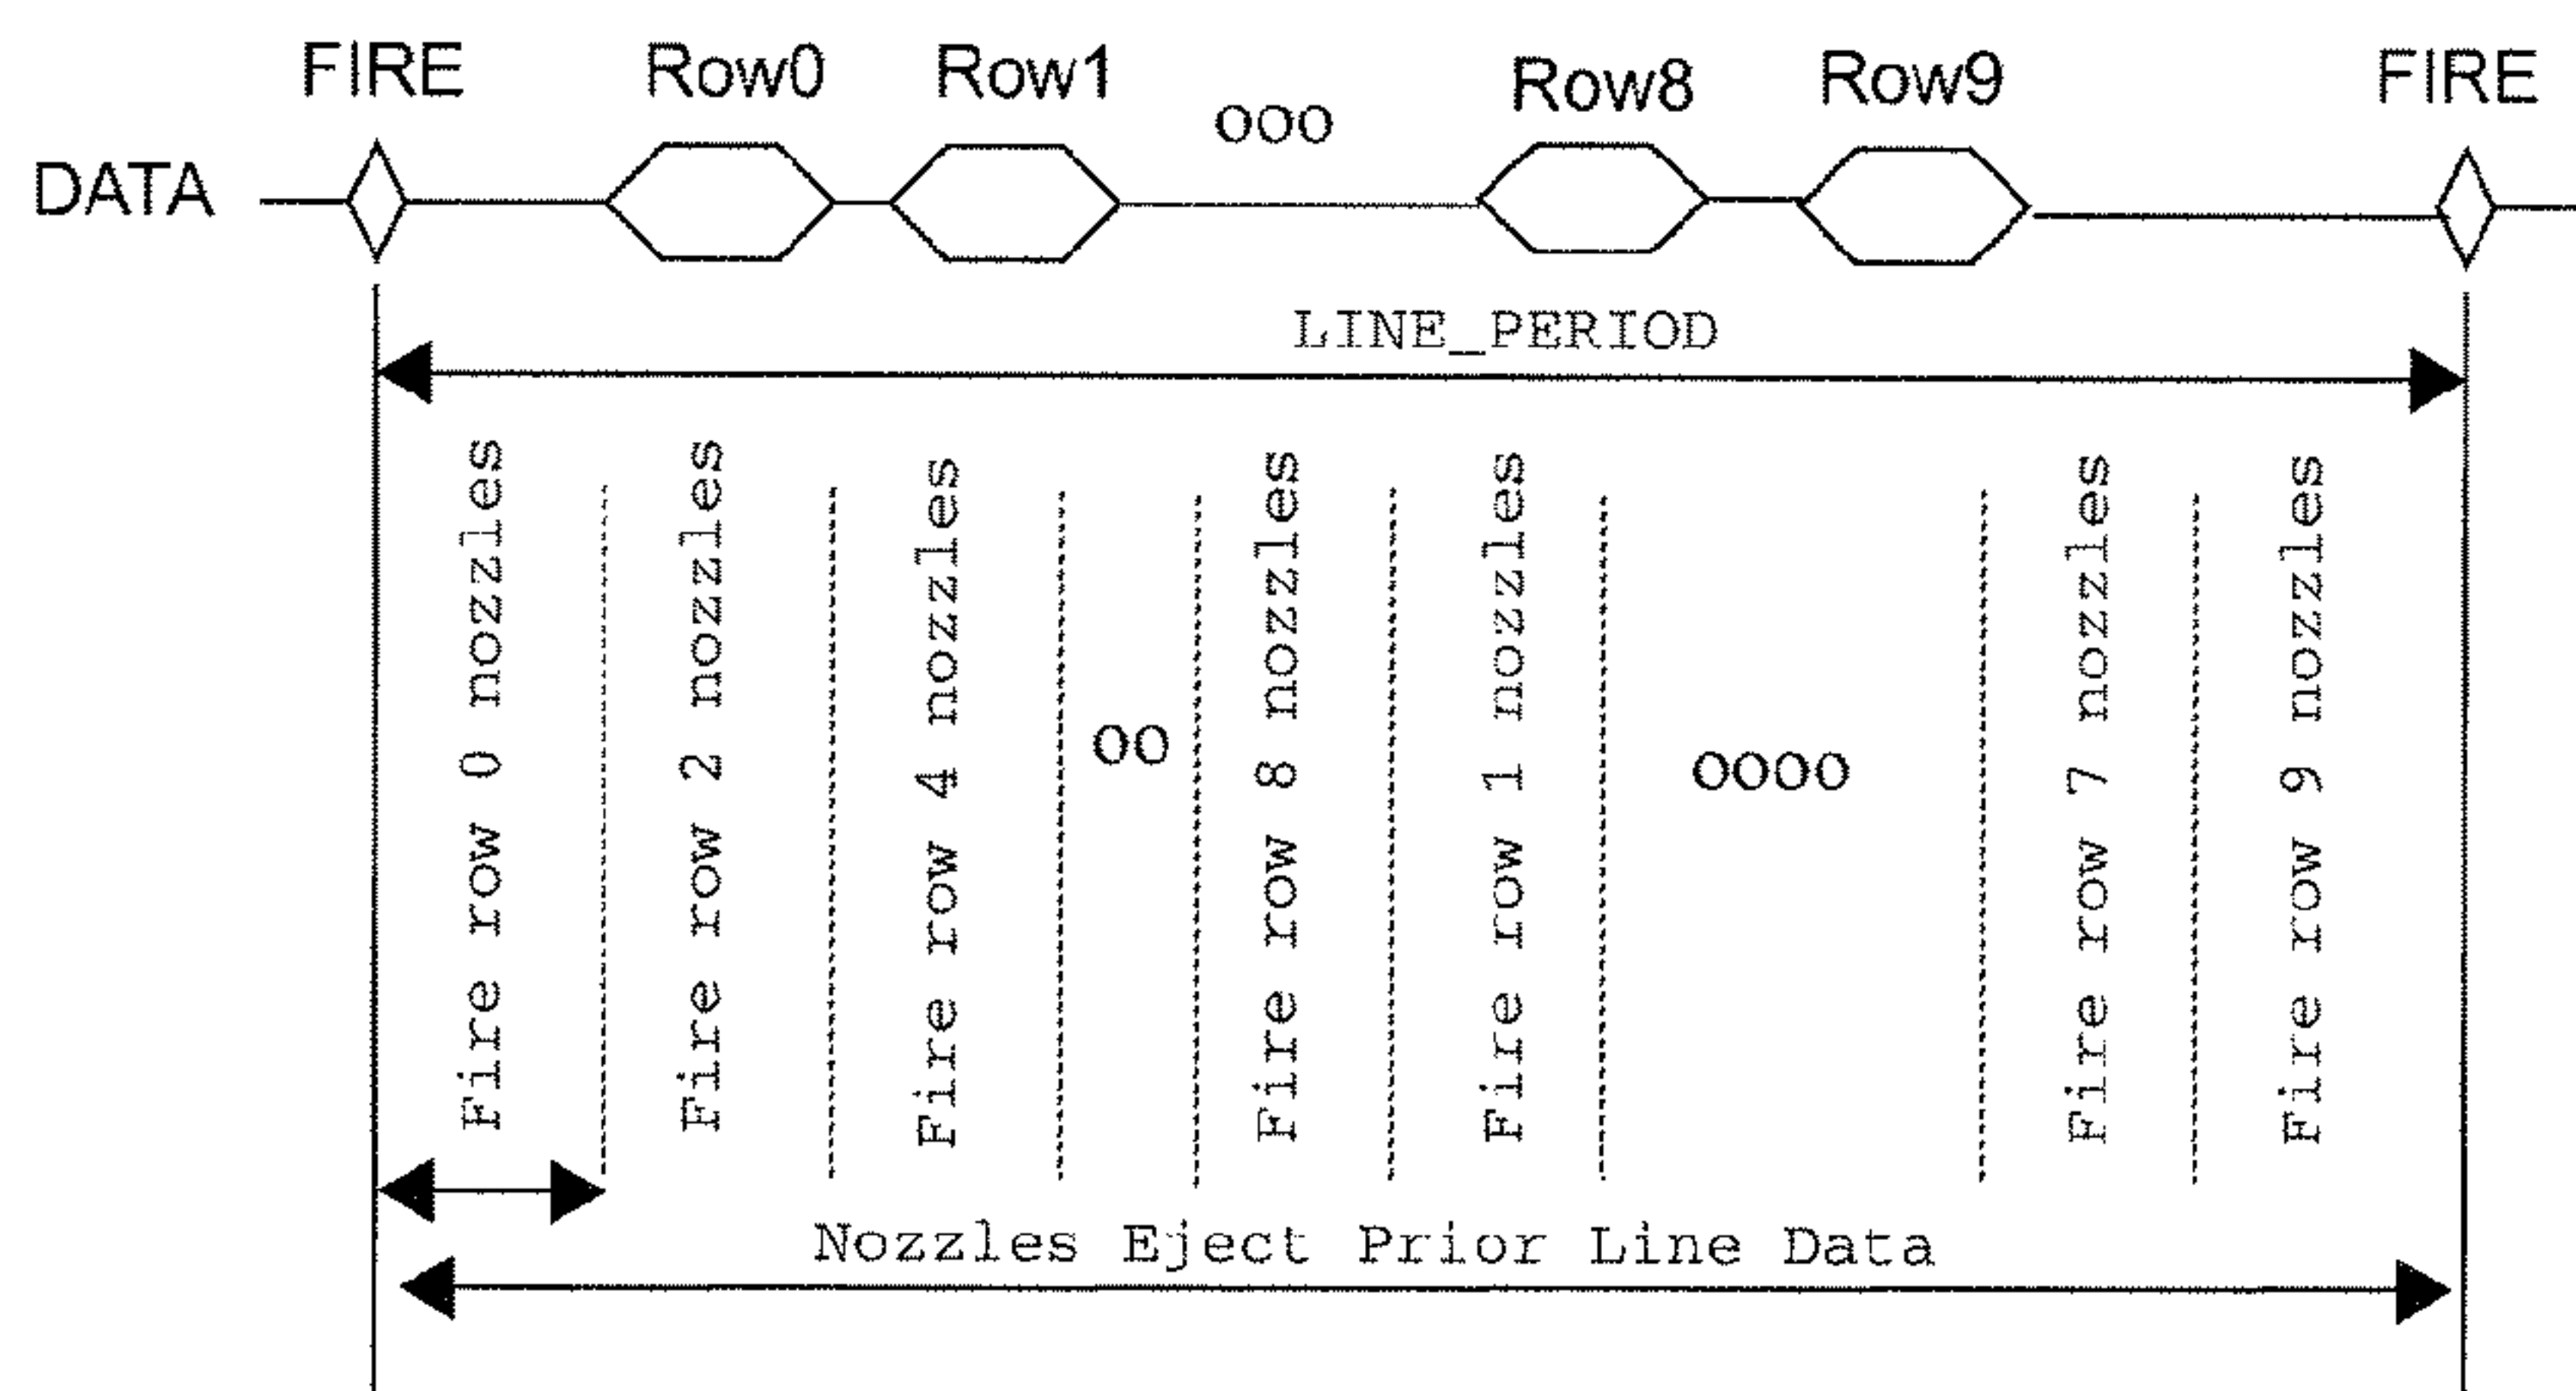 FIRE Row0 Row1 ooo Row8 Row9 FIRE
DATA
LINE_PERIOD
Fire row 0 nozzles
Fire row 2 nozzles
Fire row 4 nozzles
oo
Fire row 8 nozzles
Fire row 1 nozzles
oooo
Fire row 7 nozzles
Fire row 9 nozzles
Nozzles Eject Prior Line Data